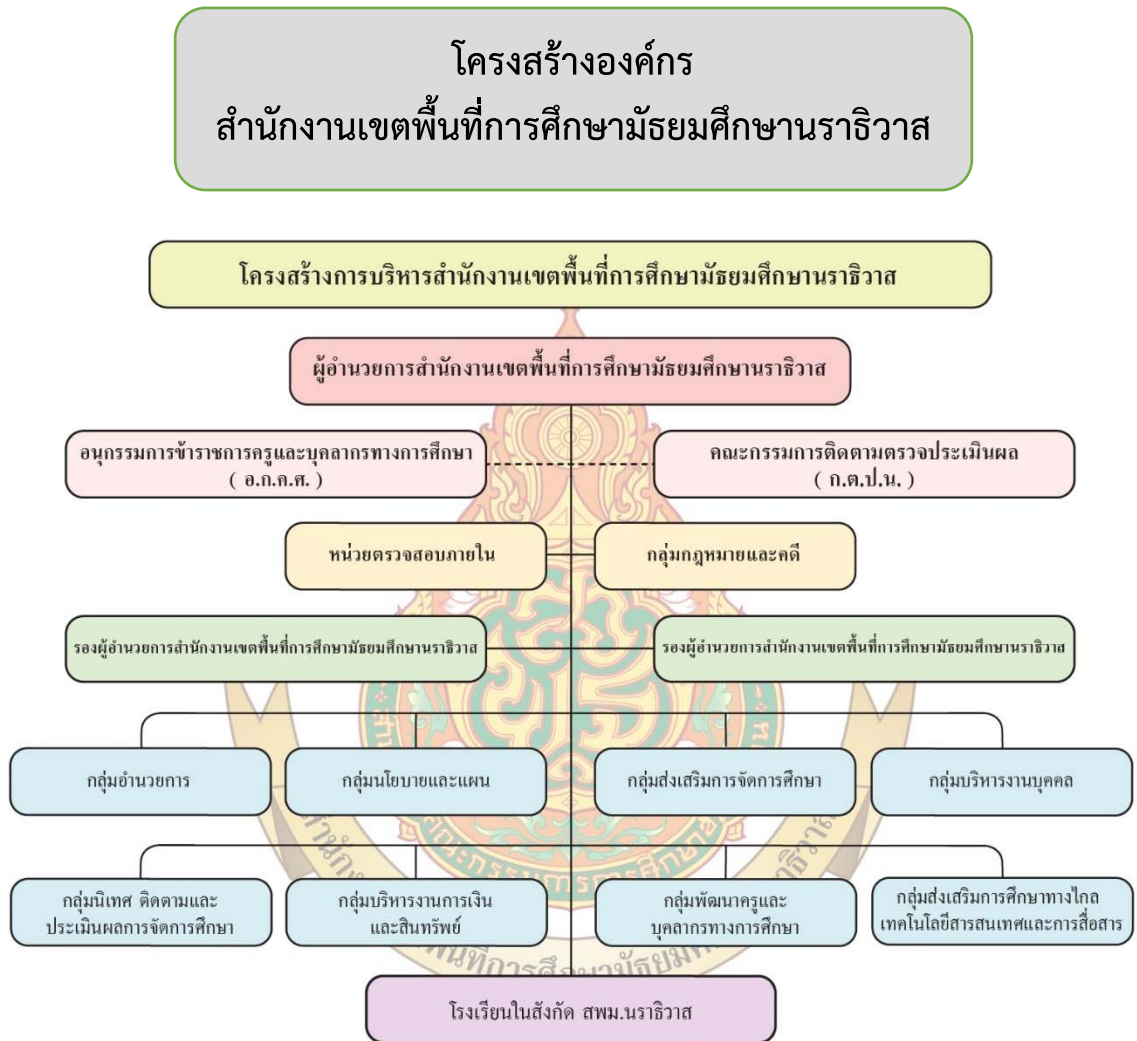 โครงสร้างองค์กร
สำนักงานเขตพื้นที่การศึกษามัธยมศึกษานราธิวาส
โครงสร้างการบริหารสำนักงานเขตพื้นที่การศึกษามัธยมศึกษานราธิวาส
ผู้อำนวยการสำนักงานเขตพื้นที่การศึกษามัธยมศึกษานราธิวาส
อนุกรรมการข้าราชการครูและบุคลากรทางการศึกษา
( อ.ก.ค.ศ. )
คณะกรรมการติดตามตรวจประเมินผล
( ก.ต.ป.น. )
หน่วยตรวจสอบภายใน
กลุ่มกฎหมายและคดี
รองผู้อำนวยการสำนักงานเขตพื้นที่การศึกษามัธยมศึกษานราธิวาส
รองผู้อำนวยการสำนักงานเขตพื้นที่การศึกษามัธยมศึกษานราธิวาส
กลุ่มอำนวยการ
กลุ่มนโยบายและแผน
กลุ่มส่งเสริมการจัดการศึกษา
กลุ่มบริหารงานบุคคล
กลุ่มนิเทศ ติดตามและ
ประเมินผลการจัดการศึกษา
กลุ่มบริหารงานการเงิน
และสินทรัพย์
กลุ่มพัฒนาครูและ
บุคลากรทางการศึกษา
กลุ่มส่งเสริมการศึกษาทางไกล
เทคโนโลยีสารสนเทศและการสื่อสาร
โรงเรียนในสังกัด สพม.นราธิวาส